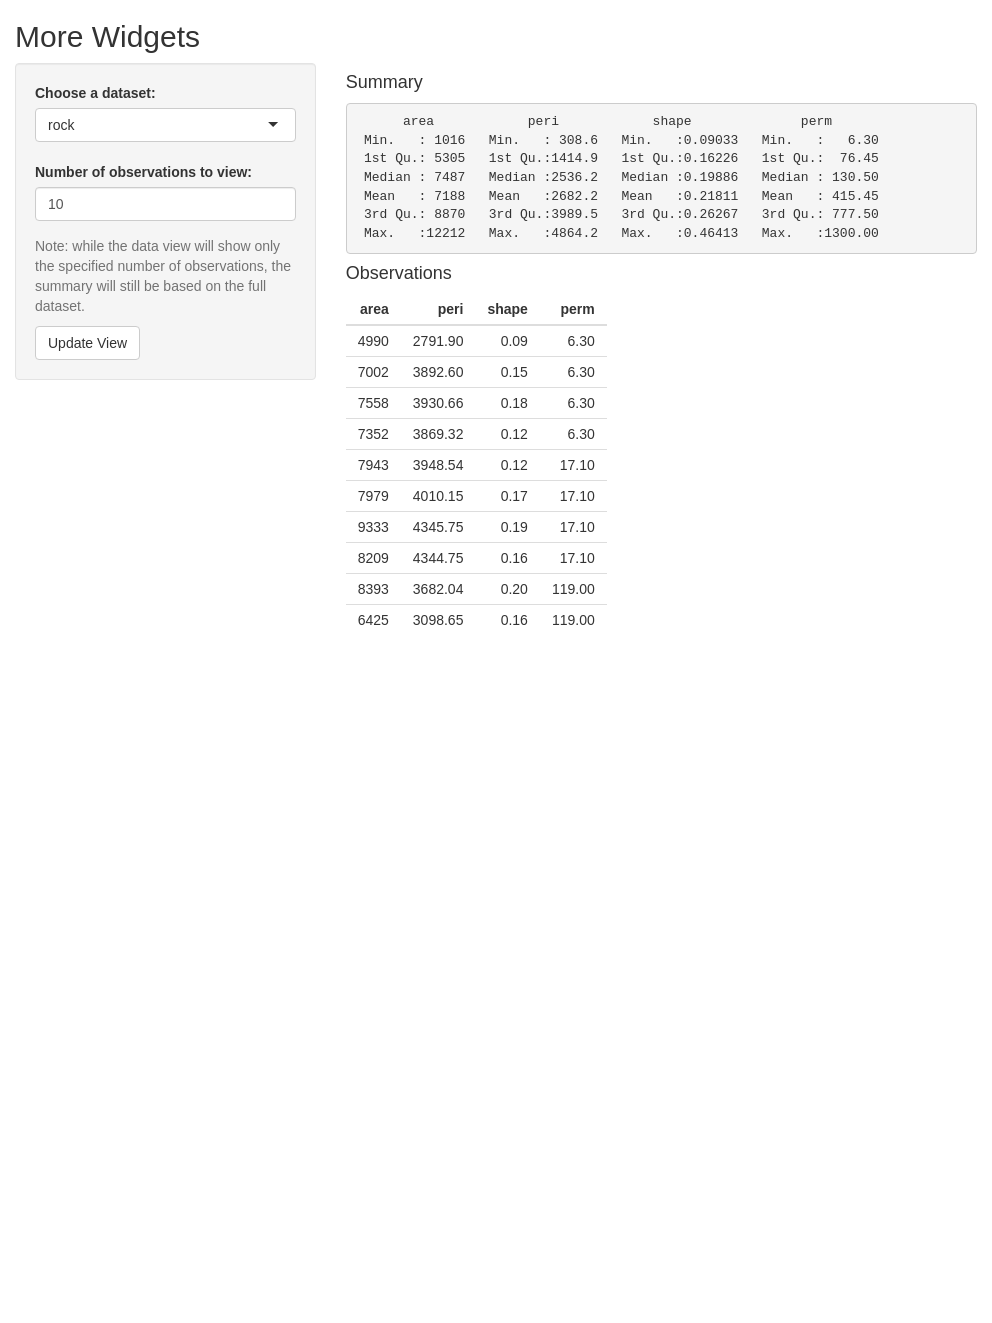 More Widgets
Choose a dataset:
rock
Number of observations to view:
10
Note: while the data view will show only
the specified number of observations, the
summary will still be based on the full
dataset.
Update View
Summary
area peri shape perm
Min. : 1016 Min. : 308.6 Min. :0.09033 Min. : 6.30
1st Qu.: 5305 1st Qu.:1414.9 1st Qu.:0.16226 1st Qu.: 76.45
Median : 7487 Median :2536.2 Median :0.19886 Median : 130.50
Mean : 7188 Mean :2682.2 Mean :0.21811 Mean : 415.45
3rd Qu.: 8870 3rd Qu.:3989.5 3rd Qu.:0.26267 3rd Qu.: 777.50
Max. :12212 Max. :4864.2 Max. :0.46413 Max. :1300.00
Observations
area peri shape perm
4990 2791.90 0.09 6.30
7002 3892.60 0.15 6.30
7558 3930.66 0.18 6.30
7352 3869.32 0.12 6.30
7943 3948.54 0.12 17.10
7979 4010.15 0.17 17.10
9333 4345.75 0.19 17.10
8209 4344.75 0.16 17.10
8393 3682.04 0.20 119.00
6425 3098.65 0.16 119.00